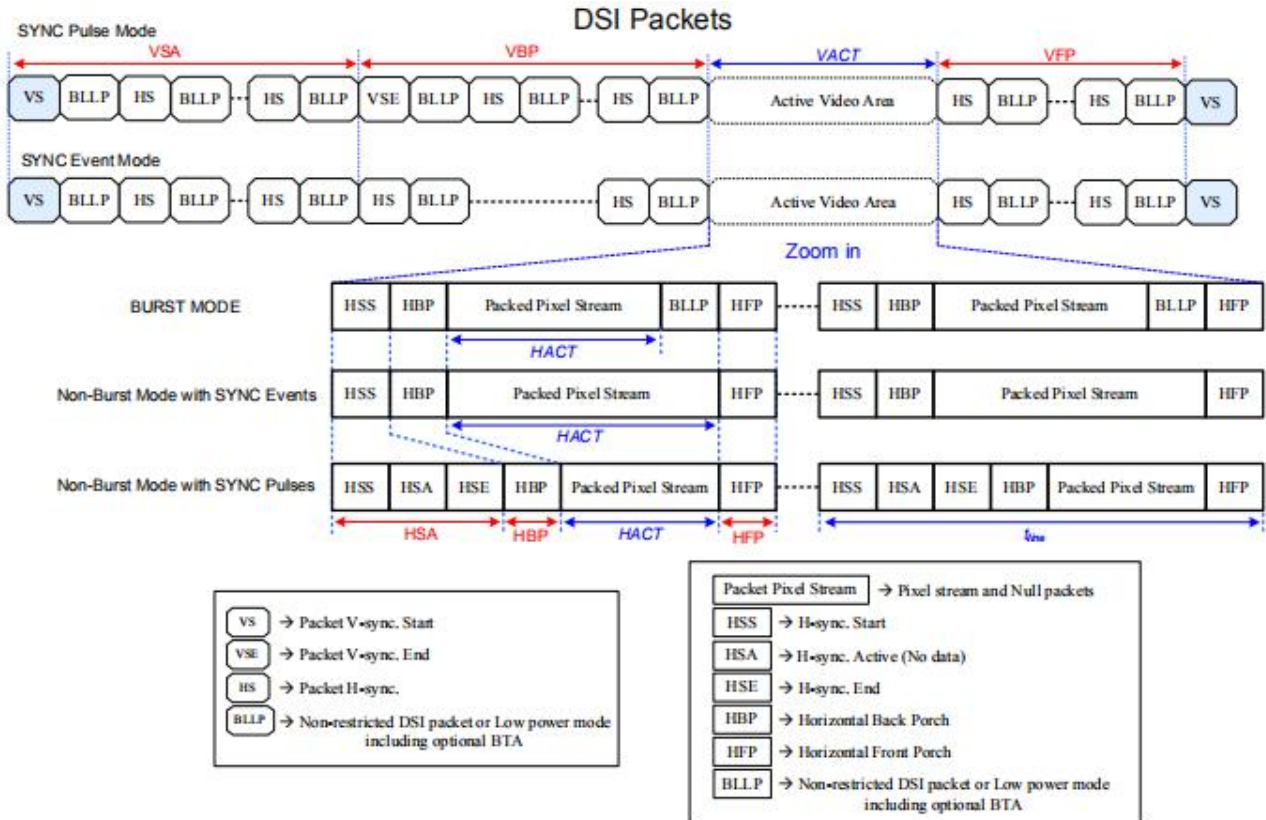 DSI Packets
SYNC Pulse Mode
VSA VBP VACT VFP
VS BLLP HS BLLP HS BLLP VSE BLLP HS BLLP HS BLLP Active Video Area HS BLLP HS BLLP VS
SYNC Event Mode
VS BLLP HS BLLP HS BLLP HS BLLP HS BLLP Active Video Area HS BLLP HS BLLP VS
Zoom in
BURST MODE HSS HBP Packed Pixel Stream BLLP HFP HSS HBP Packed Pixel Stream BLLP HFP
HACT
Non-Burst Mode with SYNC Events HSS HBP Packed Pixel Stream HFP HSS HBP Packed Pixel Stream HFP
HACT
Non-Burst Mode with SYNC Pulses HSS HSA HSE HBP Packed Pixel Stream HFP HSS HSA HSE HBP Packed Pixel Stream HFP
HSA HBP HACT HFP tline
VS → Packet V-sync. Start
VSE → Packet V-sync. End
HS → Packet H-sync.
BLLP → Non-restricted DSI packet or Low power mode
including optional BTA
Packet Pixel Stream → Pixel stream and Null packets
HSS → H-sync. Start
HSA → H-sync. Active (No data)
HSE → H-sync. End
HBP → Horizontal Back Porch
HFP → Horizontal Front Porch
BLLP → Non-restricted DSI packet or Low power mode
including optional BTA